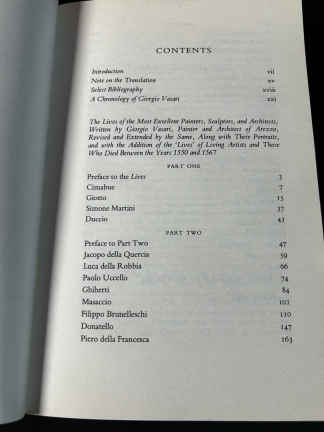 CONTENTS
Introduction vii
Note on the Translation xv
Select Bibliography xviii
A Chronology of Giorgio Vasari xxi
The Lives of the Most Excellent Painters, Sculptors, and Architects,
Written by Giorgio Vasari, Painter and Architect of Arezzo,
Revised and Extended by the Same, Along with Their Portraits,
and with the Addition of the 'Lives' of Living Artists and Those
Who Died Between the Years 1550 and 1567
PART ONE
Preface to the Lives 3
Cimabue 7
Giotto 15
Simone Martini 37
Duccio 43
PART TWO
Preface to Part Two 47
Jacopo della Quercia 59
Luca della Robbia 66
Paolo Uccello 74
Ghiberti 84
Masaccio 101
Filippo Brunelleschi 110
Donatello 147
Piero della Francesca 163